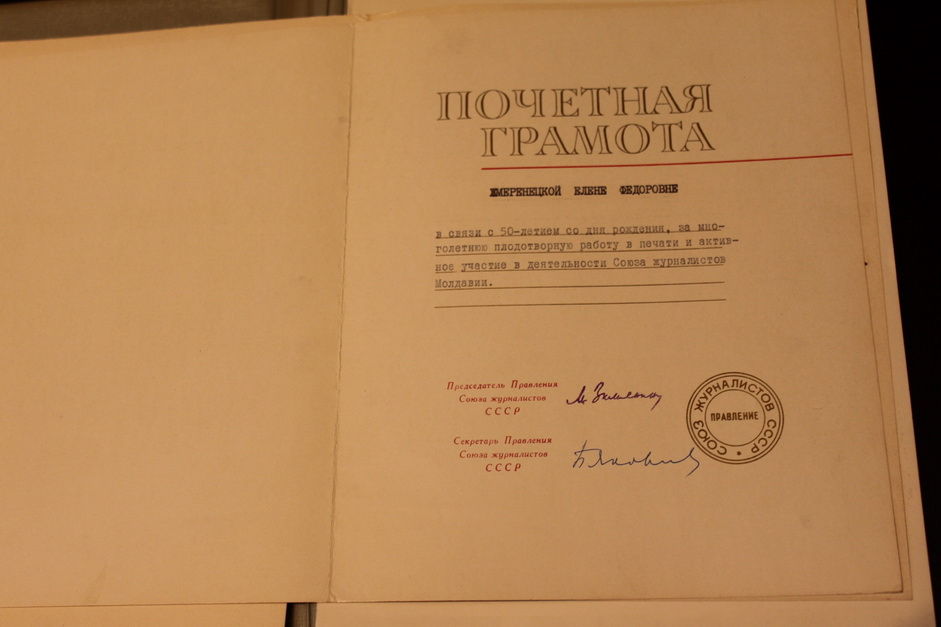 ПОЧЕТНАЯ
ГРАМОТА
ЖМЕРЕНЕЦКОЙ ЕЛЕНЕ ФЕДОРОВНЕ
в связи с 50-летием со дня рождения, за мно-
голетнюю плодотворную работу в печати и актив-
ное участие в деятельности Союза журналистов
Молдавии.
Председатель Правления
Союза журналистов
СССР
Секретарь Правления
Союза журналистов
СССР
СОЮЗ ЖУРНАЛИСТОВ СССР
ПРАВЛЕНИЕ